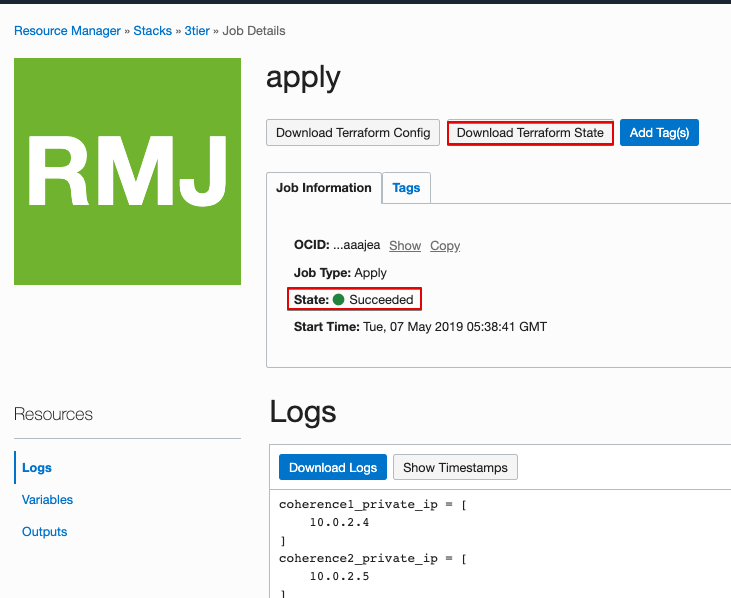 Resource Manager » Stacks » 3tier » Job Details
RMJ
apply
Download Terraform Config
Download Terraform State
Add Tag(s)
Job Information
Tags
OCID: ...aaajea Show Copy
Job Type: Apply
State: Succeeded
Start Time: Tue, 07 May 2019 05:38:41 GMT
Resources
Logs
Variables
Outputs
Logs
Download Logs
Show Timestamps
coherence1_private_ip = [
10.0.2.4
]
coherence2_private_ip = [
10.0.2.5
]